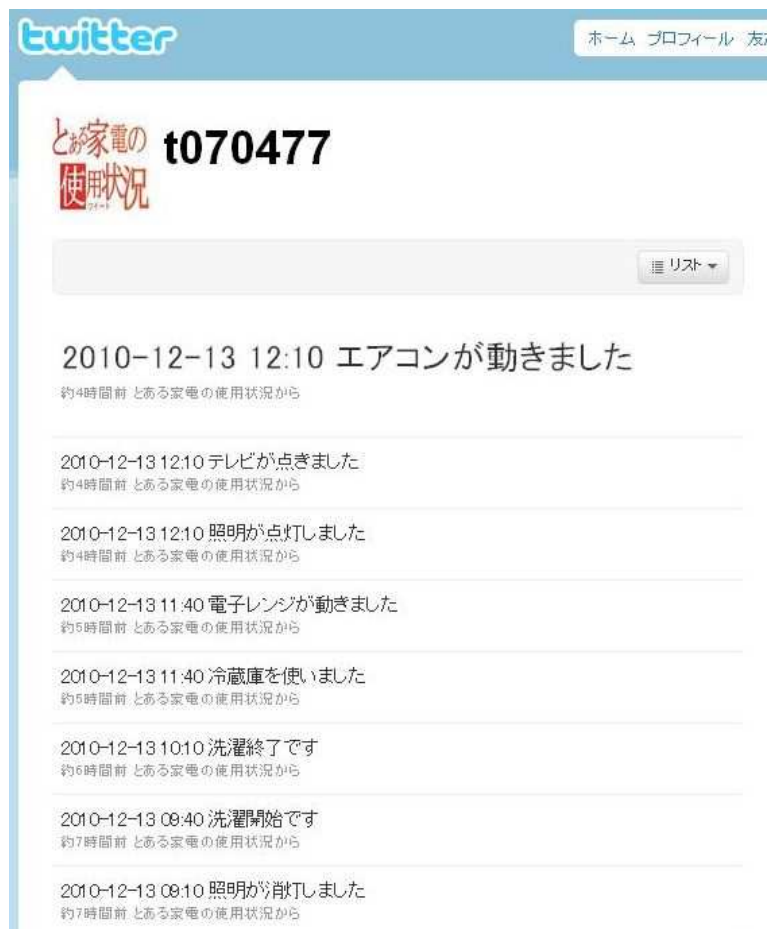 twitter
ホーム プロフィール 友
とある家電の
使用状況
ツイート
t070477
リスト
2010-12-13 12:10 エアコンが動きました
約4時間前 とある家電の使用状況から
2010-12-13 12:10 テレビが点きました
約4時間前 とある家電の使用状況から
2010-12-13 12:10 照明が点灯しました
約4時間前 とある家電の使用状況から
2010-12-13 11:40 電子レンジが動きました
約5時間前 とある家電の使用状況から
2010-12-13 11:40 冷蔵庫を使いました
約5時間前 とある家電の使用状況から
2010-12-13 10:10 洗濯終了です
約6時間前 とある家電の使用状況から
2010-12-13 09:40 洗濯開始です
約7時間前 とある家電の使用状況から
2010-12-13 09:10 照明が消灯しました
約7時間前 とある家電の使用状況から